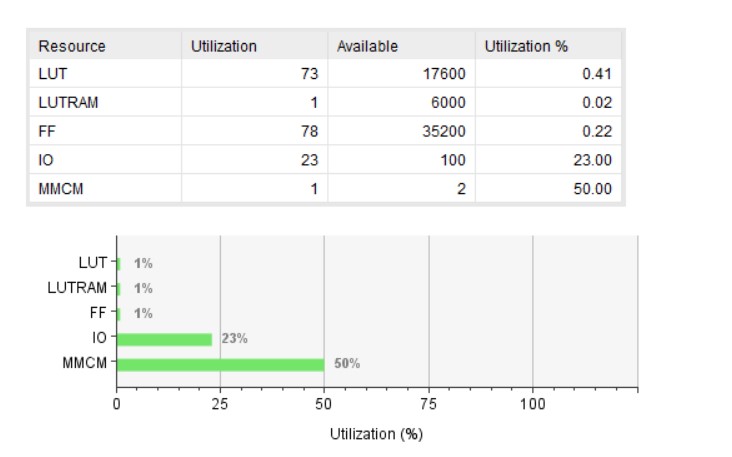 Resource Utilization Available Utilization %
LUT 73 17600 0.41
LUTRAM 1 6000 0.02
FF 78 35200 0.22
IO 23 100 23.00
MMCM 1 2 50.00
LUT 1%
LUTRAM 1%
FF 1%
IO 23%
MMCM 50%
0 25 50 75 100
Utilization (%)